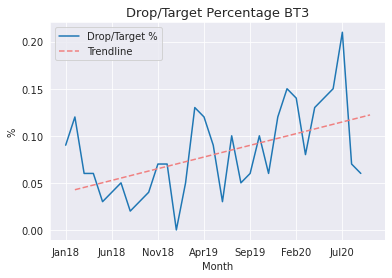 Drop/Target Percentage BT3
Drop/Target %
Trendline
%
0.20
0.15
0.10
0.05
0.00
Jan18 Jun18 Nov18 Apr19 Sep19 Feb20 Jul20
Month